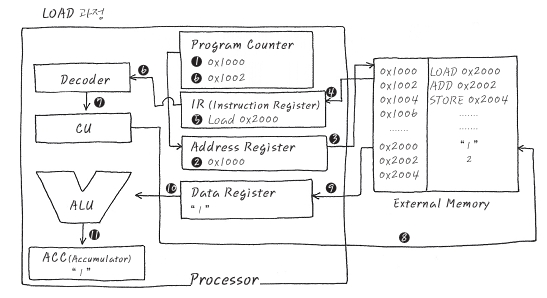 LOAD 과정
Program Counter
❶ 0x1000
❻ 0x1002
Decoder
❻
❼
CU
IR (Instruction Register)
❺ Load 0x2000
❹
❸
Address Register
❷ 0x1000
Data Register
"1"
❿
❾
ALU
⓫
ACC(Accumulator)
"1"
Processor
❽
0x1000 LOAD 0x2000
0x1002 ADD 0x2002
0x1004 STORE 0x2004
0x1006 .......
....... .......
0x2000 "1"
0x2002 2
0x2004
External Memory